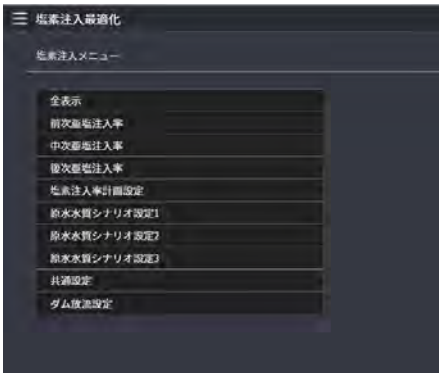 塩素注入最適化
塩素注入メニュー
全表示
前次亜塩注入率
中次亜塩注入率
後次亜塩注入率
塩素注入率計画設定
原水水質シナリオ設定1
原水水質シナリオ設定2
原水水質シナリオ設定3
共通設定
ダム放流設定